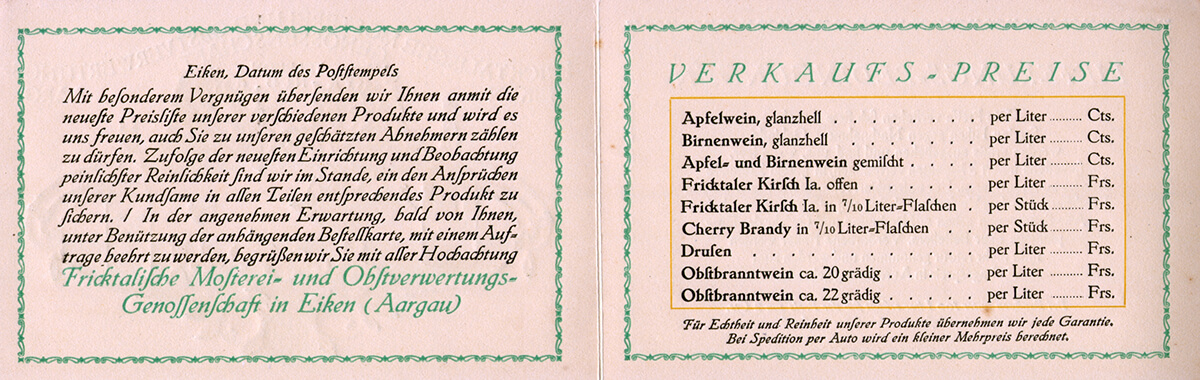 Eiken, Datum des Poſtſtempels
Mit beſonderem Vergnügen überſenden wir Ihnen anmit die
neueſte Preisliſte unſerer verſchiedenen Produkte und wird es
uns freuen, auch Sie zu unſeren geſchätzten Abnehmern zählen
zu dürfen. Zufolge der neueſten Einrichtung und Beobachtung
peinlichſter Reinlichkeit ſind wir im Stande, ein den Anſprüchen
unſerer Kundſame in allen Teilen entſprechendes Produkt zu
ſichern. / In der angenehmen Erwartung, bald von Ihnen,
unter Benützung der anhängenden Beſtellkarte, mit einem Auf-
trage beehrt zu werden, begrüßen wir Sie mit aller Hochachtung
Fricktaliſche Moſterei- und Obſtverwertungs-
Genoſſenſchaft in Eiken (Aargau)
VERKAUFS-PREISE
Apfelwein, glanzhell . . . . . . . . per Liter .......... Cts.
Birnenwein, glanzhell . . . . . . . . per Liter .......... Cts.
Apfel- und Birnenwein gemiſcht . . . . per Liter .......... Cts.
Fricktaler Kirſch Ia. offen . . . . . . per Liter .......... Frs.
Fricktaler Kirſch Ia. in 7/10 Liter-Flaſchen . per Stück .......... Frs.
Cherry Brandy in 7/10 Liter-Flaſchen . . . per Stück .......... Frs.
Druſen . . . . . . . . . . . . . per Liter .......... Frs.
Obſtbranntwein ca. 20 grädig . . . . . per Liter .......... Frs.
Obſtbranntwein ca. 22 grädig . . . . . per Liter .......... Frs.
Für Echtheit und Reinheit unſerer Produkte übernehmen wir jede Garantie.
Bei Spedition per Auto wird ein kleiner Mehrpreis berechnet.